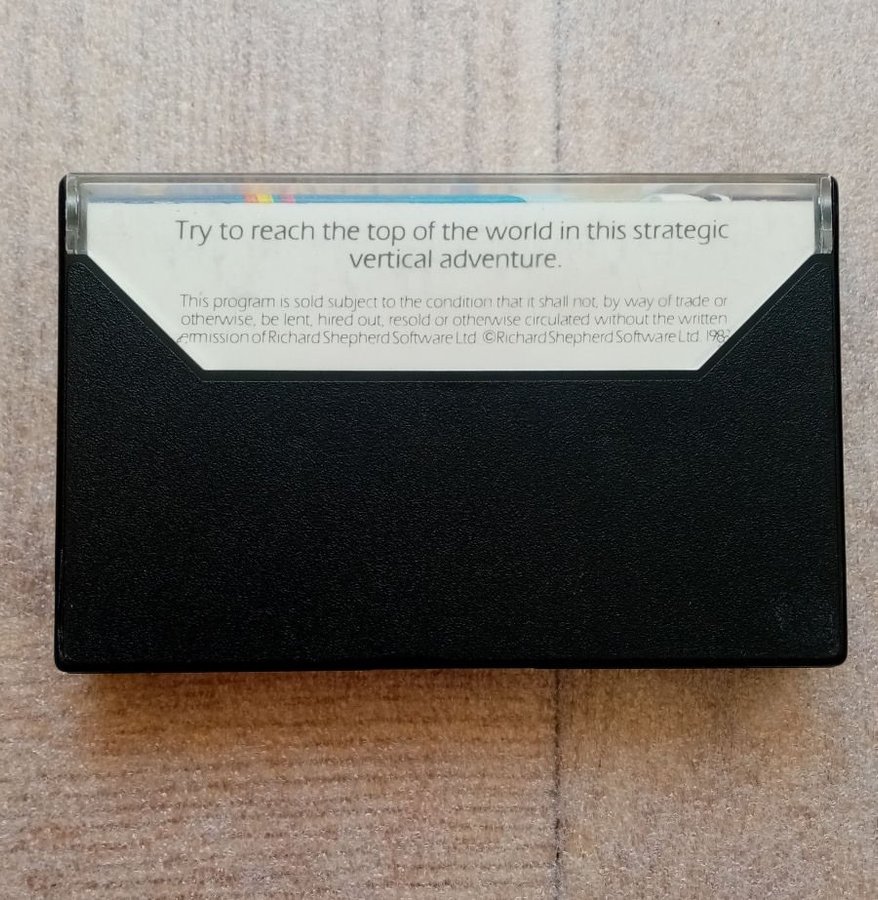 Try to reach the top of the world in this strategic
vertical adventure.
This program is sold subject to the condition that it shall not, by way of trade or
otherwise, be lent, hired out, resold or otherwise circulated without the written
ermission of Richard Shepherd Software Ltd. ©Richard Shepherd Software Ltd.